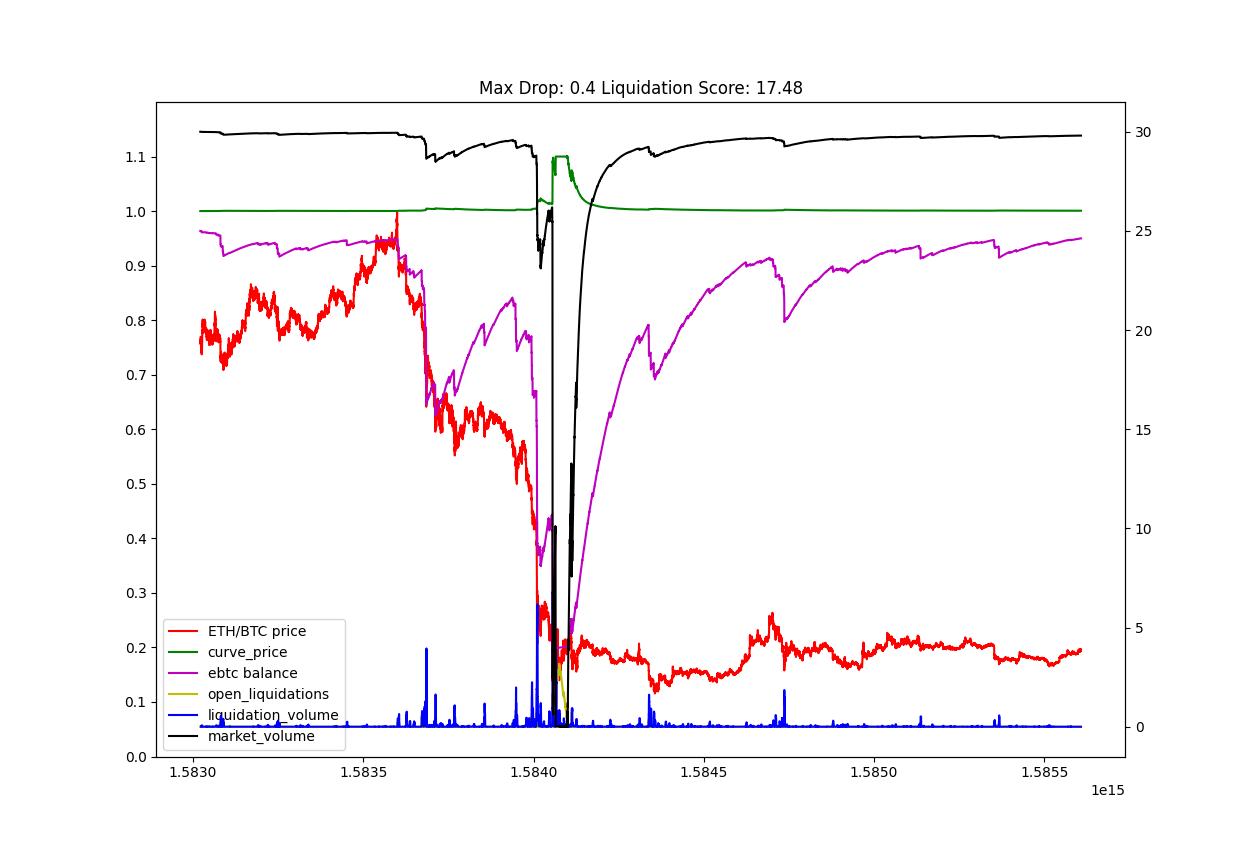 Max Drop: 0.4 Liquidation Score: 17.48
1.1
1.0
0.9
0.8
0.7
0.6
0.5
0.4
0.3
0.2
0.1
0.0
30
25
20
15
10
5
0
ETH/BTC price
curve_price
ebtc balance
open_liquidations
liquidation_volume
market_volume
1.5830 1.5835 1.5840 1.5845 1.5850 1.5855
1e15